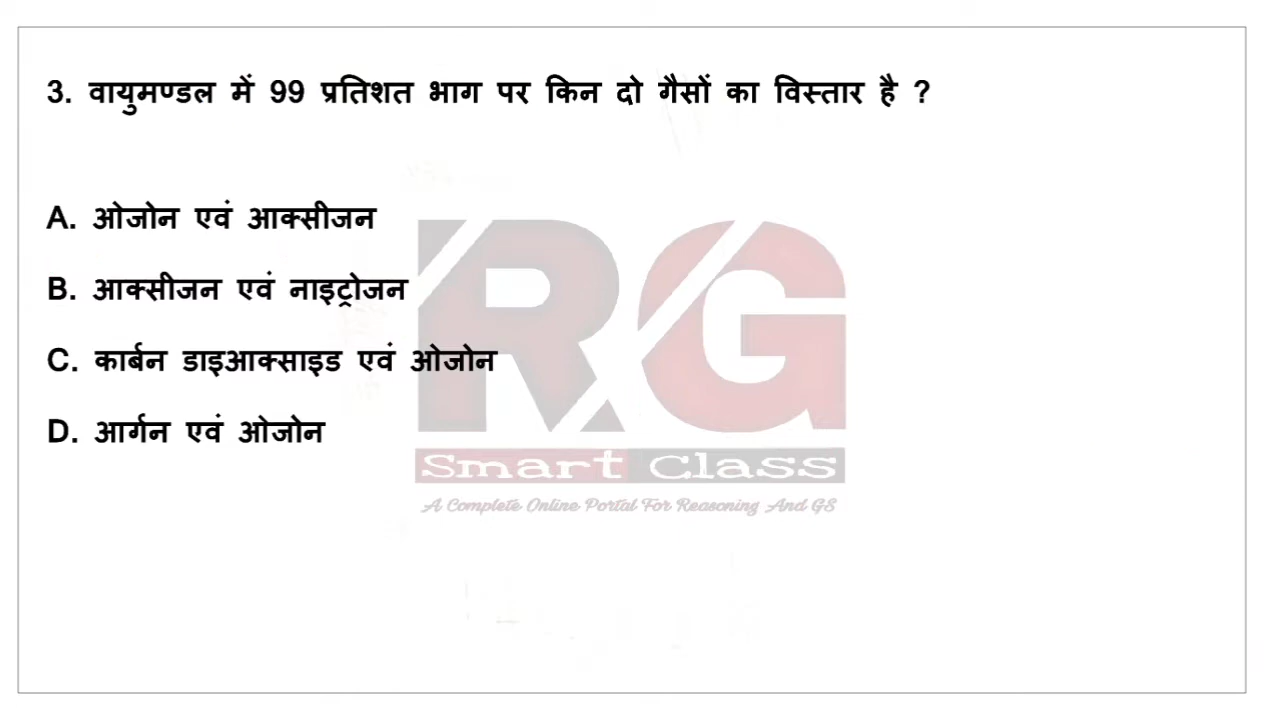 3. वायुमण्डल में 99 प्रतिशत भाग पर किन दो गैसों का विस्तार है ?
A. ओजोन एवं आक्सीजन
B. आक्सीजन एवं नाइट्रोजन
C. कार्बन डाइआक्साइड एवं ओजोन
D. आर्गन एवं ओजोन
RG
Smart Class
A Complete Online Portal For Reasoning And GS